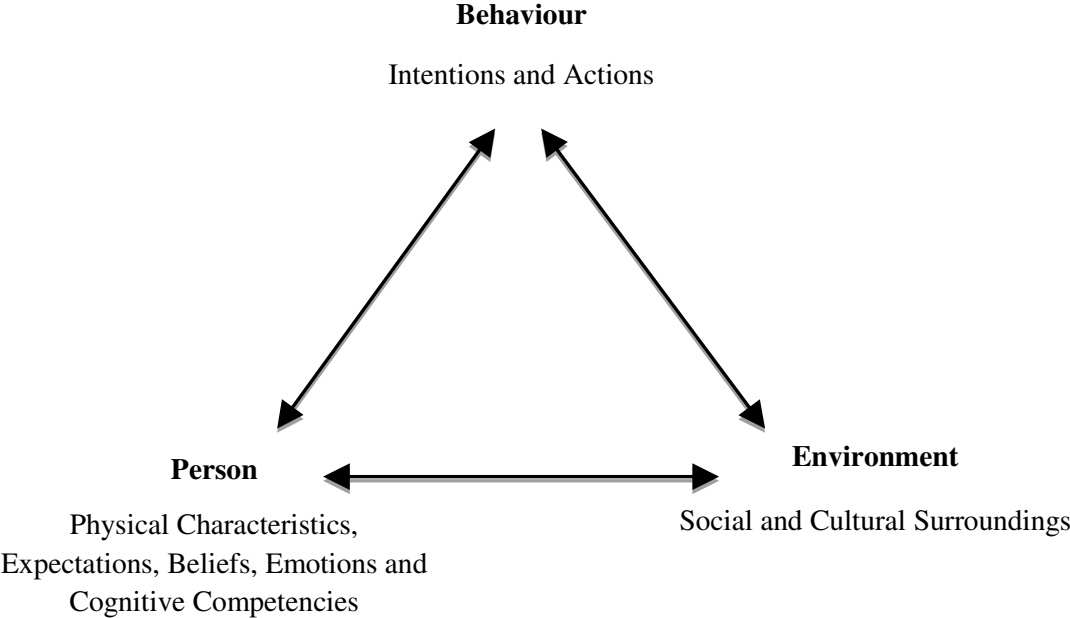 Behaviour
Intentions and Actions
Person
Physical Characteristics,
Expectations, Beliefs, Emotions and
Cognitive Competencies
Environment
Social and Cultural Surroundings